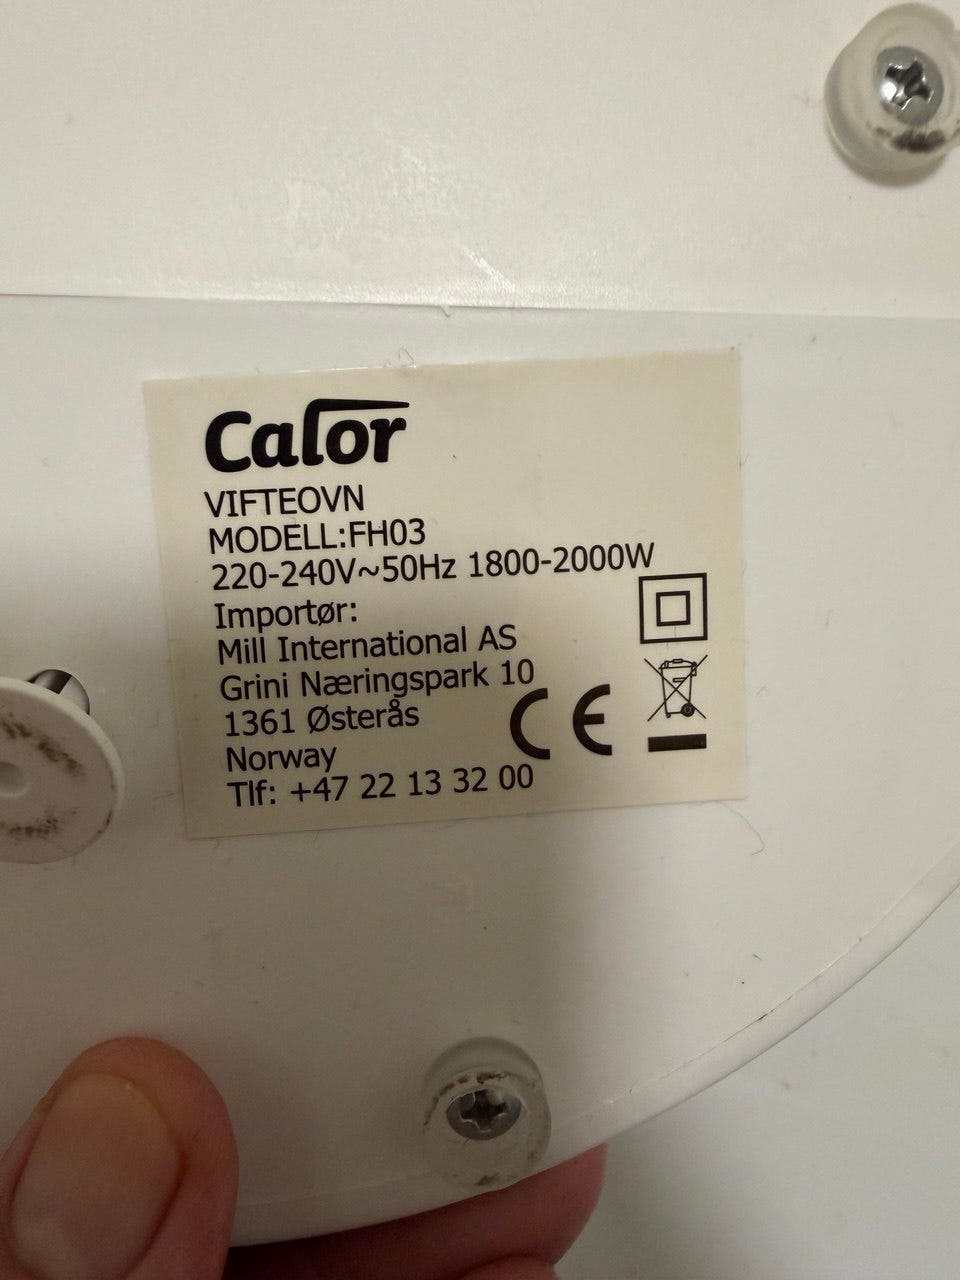 Calor
VIFTEOVN
MODELL:FH03
220-240V~50Hz 1800-2000W
Importør:
Mill International AS
Grini Næringspark 10
1361 Østerås
Norway
Tlf: +47 22 13 32 00
CE